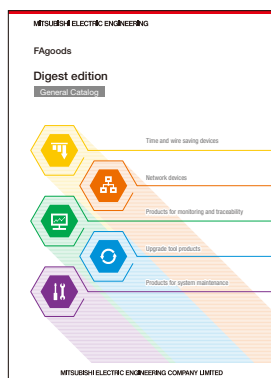 MITSUBISHI ELECTRIC ENGINEERING
FAgoods
Digest edition
General Catalog
Time and wire saving devices
Network devices
Products for monitoring and traceability
Upgrade tool products
Products for system maintenance
MITSUBISHI ELECTRIC ENGINEERING COMPANY LIMITED